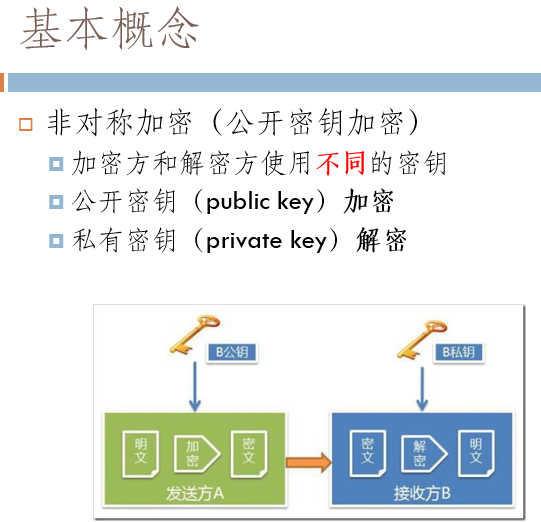 基本概念
非对称加密（公开密钥加密）
加密方和解密方使用不同的密钥
公开密钥（public key）加密
私有密钥（private key）解密
B公钥
B私钥
明文
加密
密文
密文
解密
明文
发送方A
接收方B